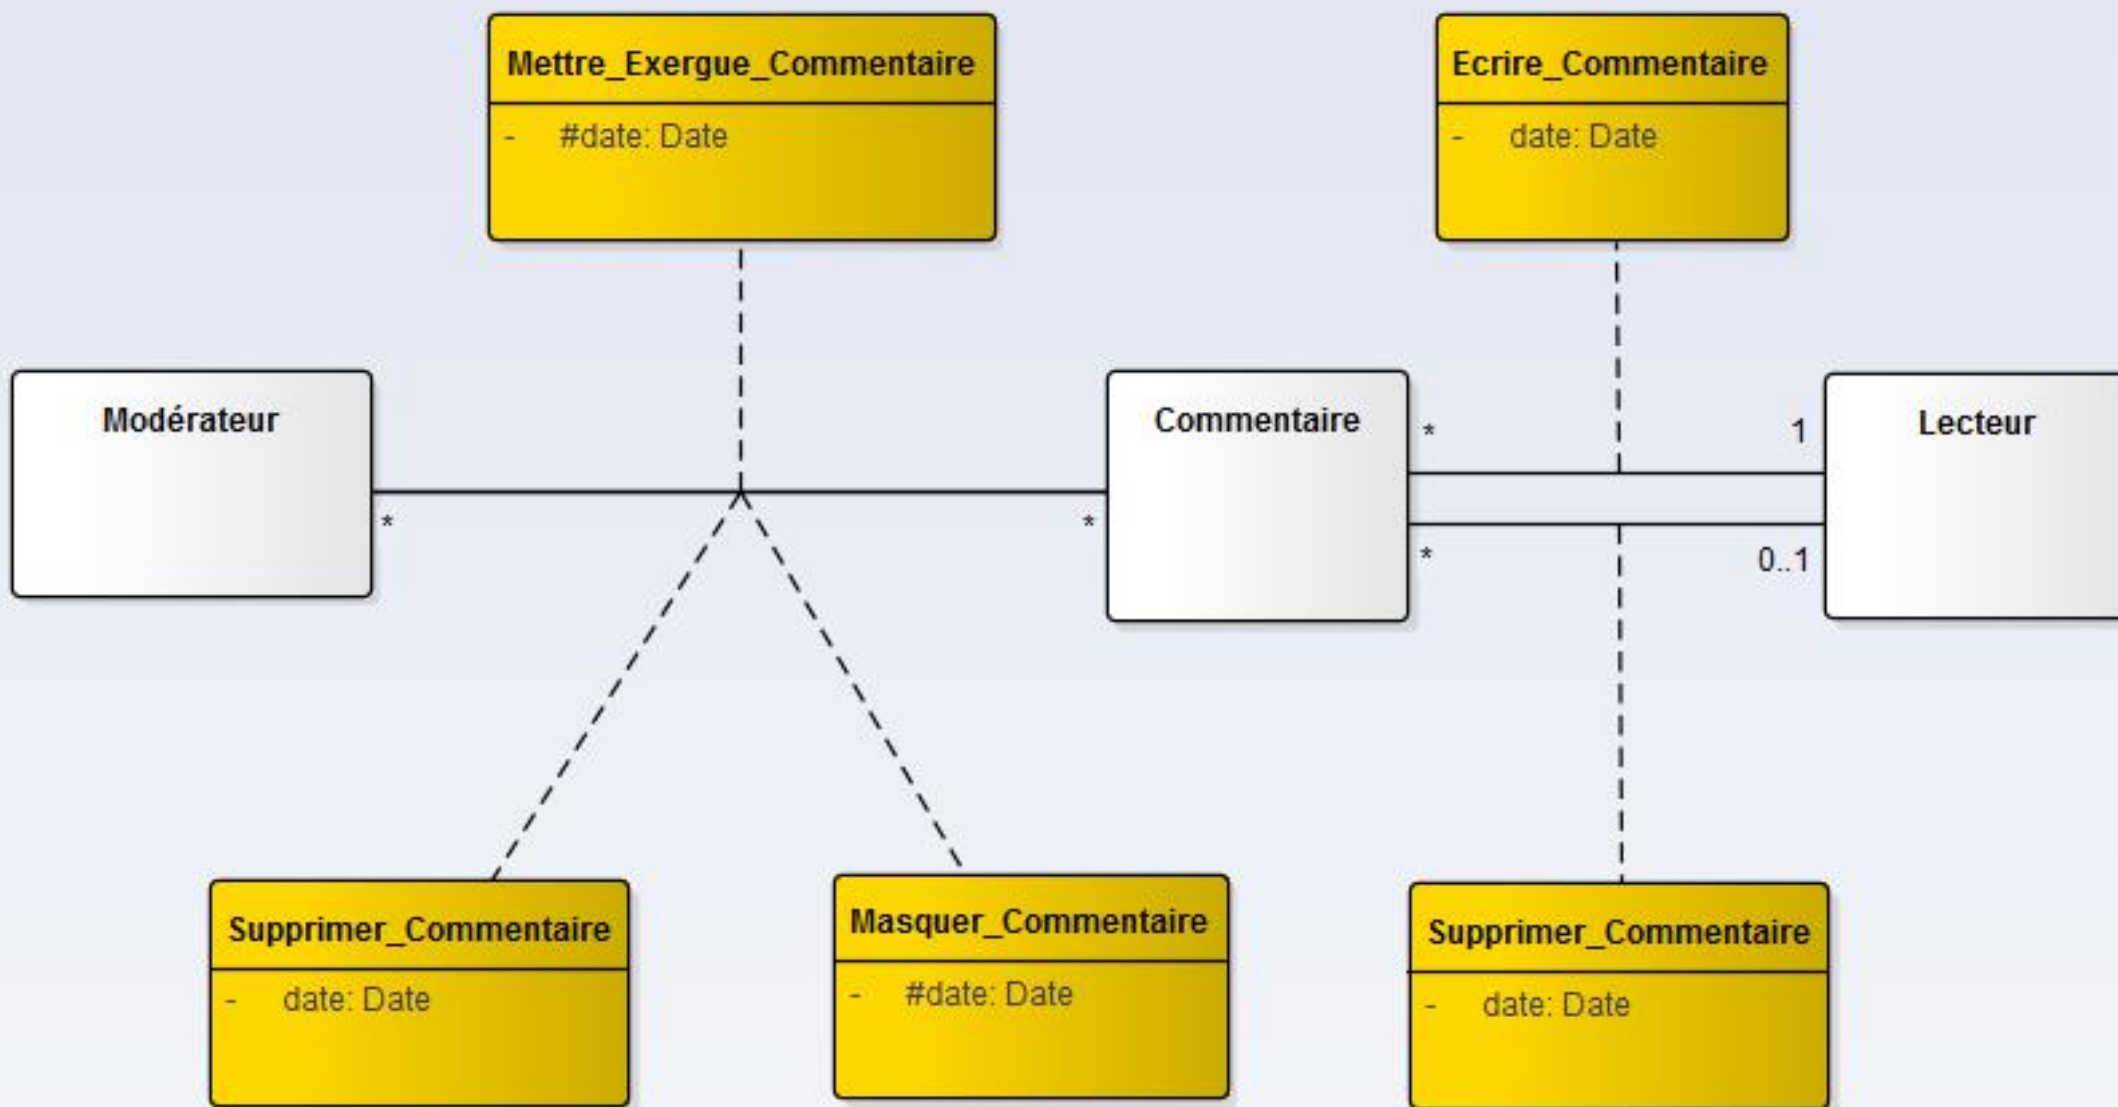 Mettre_Exergue_Commentaire
- #date: Date
Ecrire_Commentaire
- date: Date
Modérateur
*
*
Commentaire
*
1
*
0..1
Lecteur
Supprimer_Commentaire
- date: Date
Masquer_Commentaire
- #date: Date
Supprimer_Commentaire
- date: Date